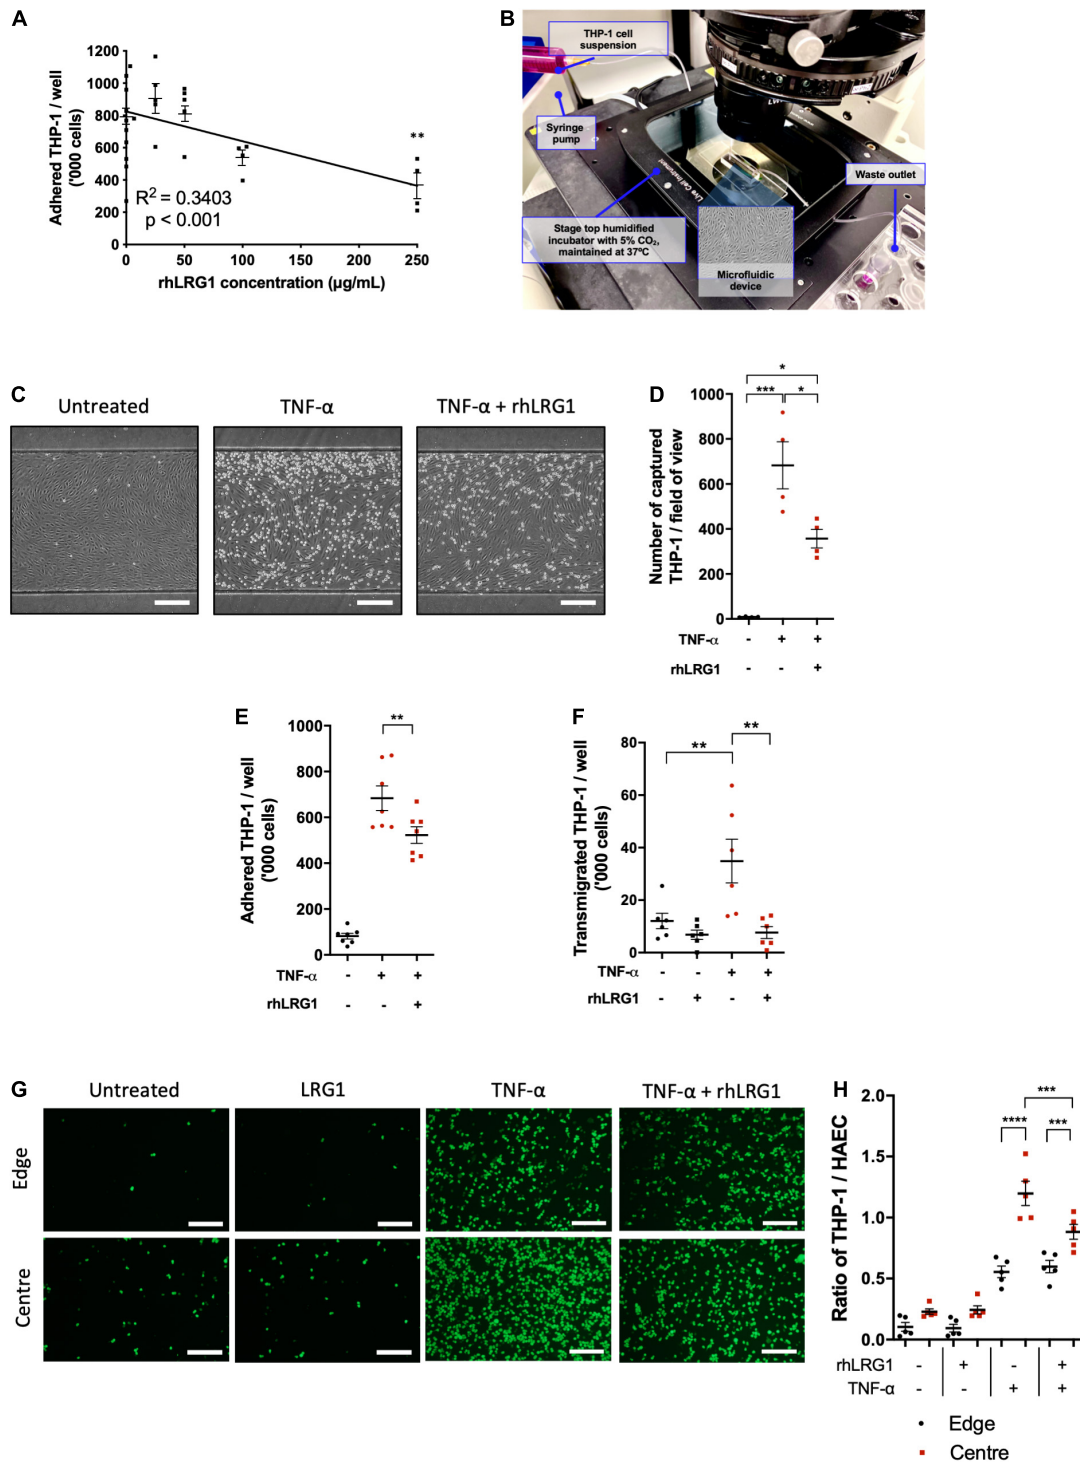 A
Adhered THP-1 / well
('000 cells)
1200
1000
800
600
400
200
0
R² = 0.3403
p < 0.001
**
0
50
100
150
200
250
rhLRG1 concentration (µg/mL)
B
THP-1 cell
suspension
Syringe
pump
Waste outlet
Live Cell Instrument
Stage top humidified
incubator with 5% CO₂,
maintained at 37ºC
Microfluidic
device
C
Untreated
TNF-α
TNF-α + rhLRG1
D
Number of captured
THP-1 / field of view
1000
800
600
400
200
0
*
***
*
TNF-α - + +
rhLRG1 - - +
E
Adhered THP-1 / well
('000 cells)
1000
800
600
400
200
0
**
TNF-α - + +
rhLRG1 - - +
F
Transmigrated THP-1 / well
('000 cells)
80
60
40
20
0
**
**
TNF-α - - + +
rhLRG1 - + - +
G
Untreated
LRG1
TNF-α
TNF-α + rhLRG1
Edge
Centre
H
Ratio of THP-1 / HAEC
2.0
1.5
1.0
0.5
0.0
***
****
***
rhLRG1 - + - +
TNF-α - - + +
Edge
Centre